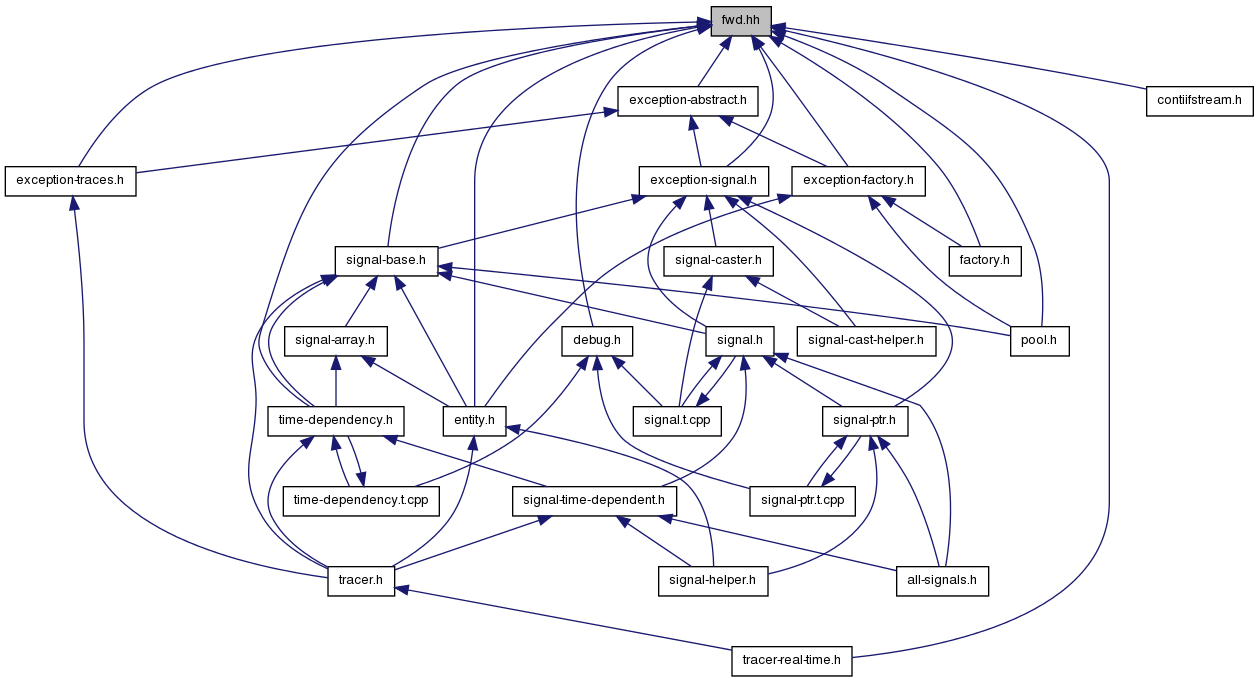 fwd.hh
exception-abstract.h
contiifstream.h
exception-traces.h
exception-signal.h
exception-factory.h
signal-base.h
signal-caster.h
factory.h
signal-array.h
debug.h
signal.h
signal-cast-helper.h
pool.h
time-dependency.h
entity.h
signal.t.cpp
signal-ptr.h
time-dependency.t.cpp
signal-time-dependent.h
signal-ptr.t.cpp
tracer.h
signal-helper.h
all-signals.h
tracer-real-time.h